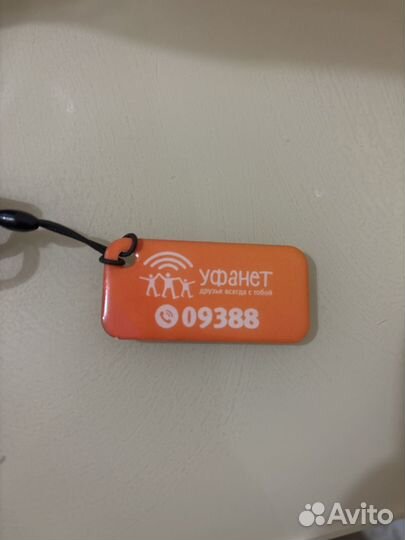 уфанет
друзья всегда с тобой
09388
Avito